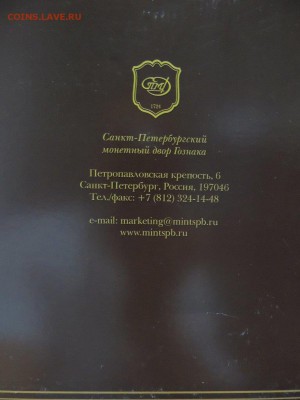 COINS.LAVE.RU
СПМД
1724
Санкт-Петербургский
монетный двор Гознака
Петропавловская крепость, 6
Санкт-Петербург, Россия, 197046
Тел./факс: +7 (812) 324-14-48
e-mail: marketing@mintspb.ru
www.mintspb.ru